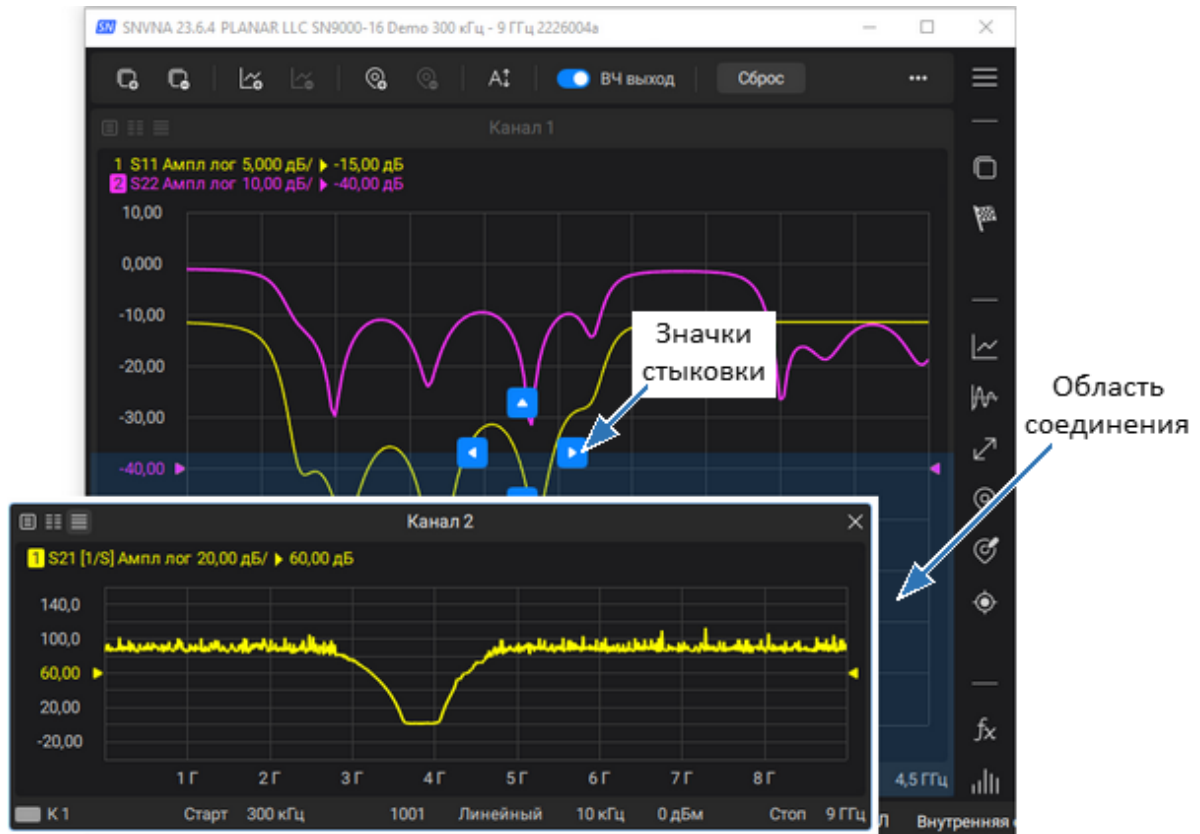 SN SNVNA 23.6.4 PLANAR LLC SN9000-16 Demo 300 кГц - 9 ГГц 2226004a
ВЧ выход
Сброс
Канал 1
1 S11 Ампл лог 5,000 дБ/ -15,00 дБ
2 S22 Ампл лог 10,00 дБ/ -40,00 дБ
10,00
0,000
-10,00
-20,00
-30,00
-40,00
Значки
стыковки
Область
соединения
Канал 2
1 S21 [1/S] Ампл лог 20,00 дБ/ 60,00 дБ
140,0
100,0
60,00
20,00
-20,00
1 Г 2 Г 3 Г 4 Г 5 Г 6 Г 7 Г 8 Г
К 1 Старт 300 кГц 1001 Линейный 10 кГц 0 дБм Стоп 9 ГГц
4,5 ГГц
fx
Внутренняя